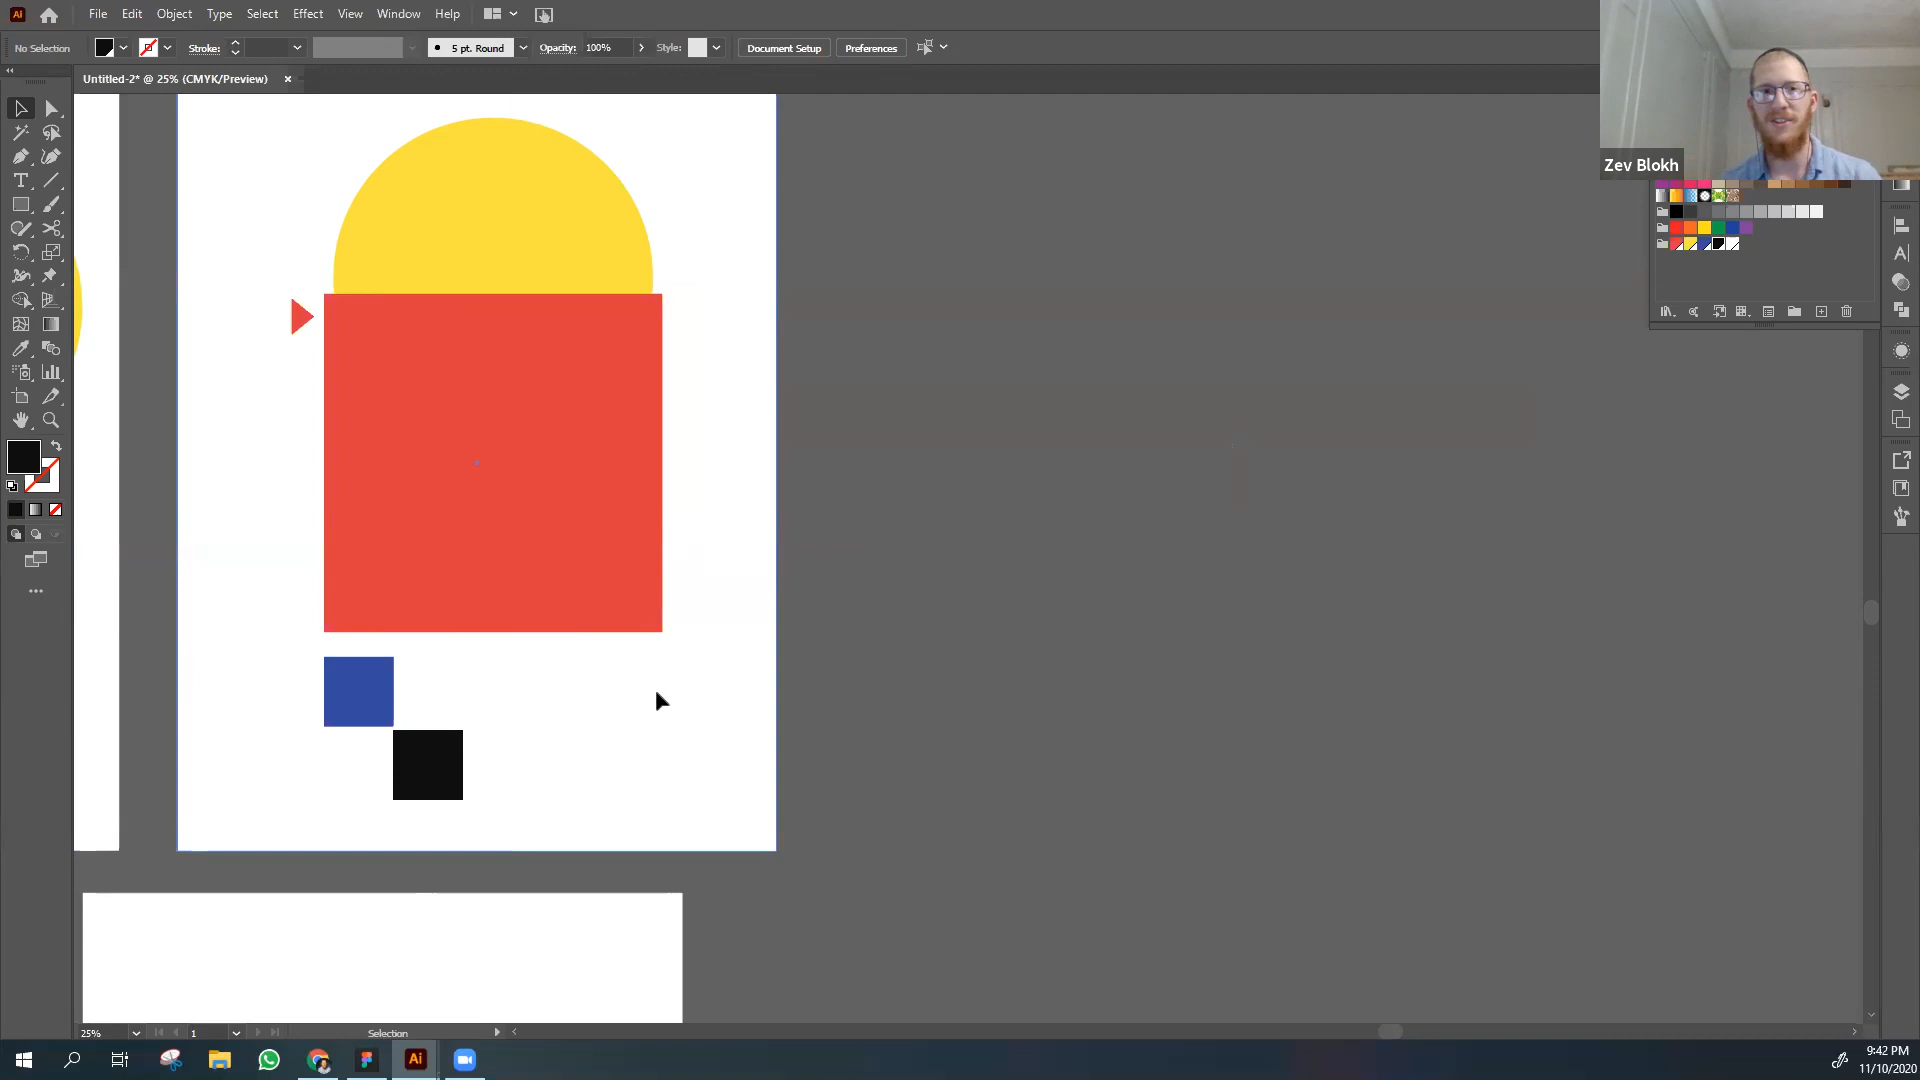 Ai File Edit Object Type Select Effect View Window Help
No Selection Stroke: 5 pt. Round Opacity: 100% Style: Document Setup Preferences
Untitled-2* @ 25% (CMYK/Preview) ×
Zev Blokh
25% 1 Selection
Ai
9:42 PM
11/10/2020